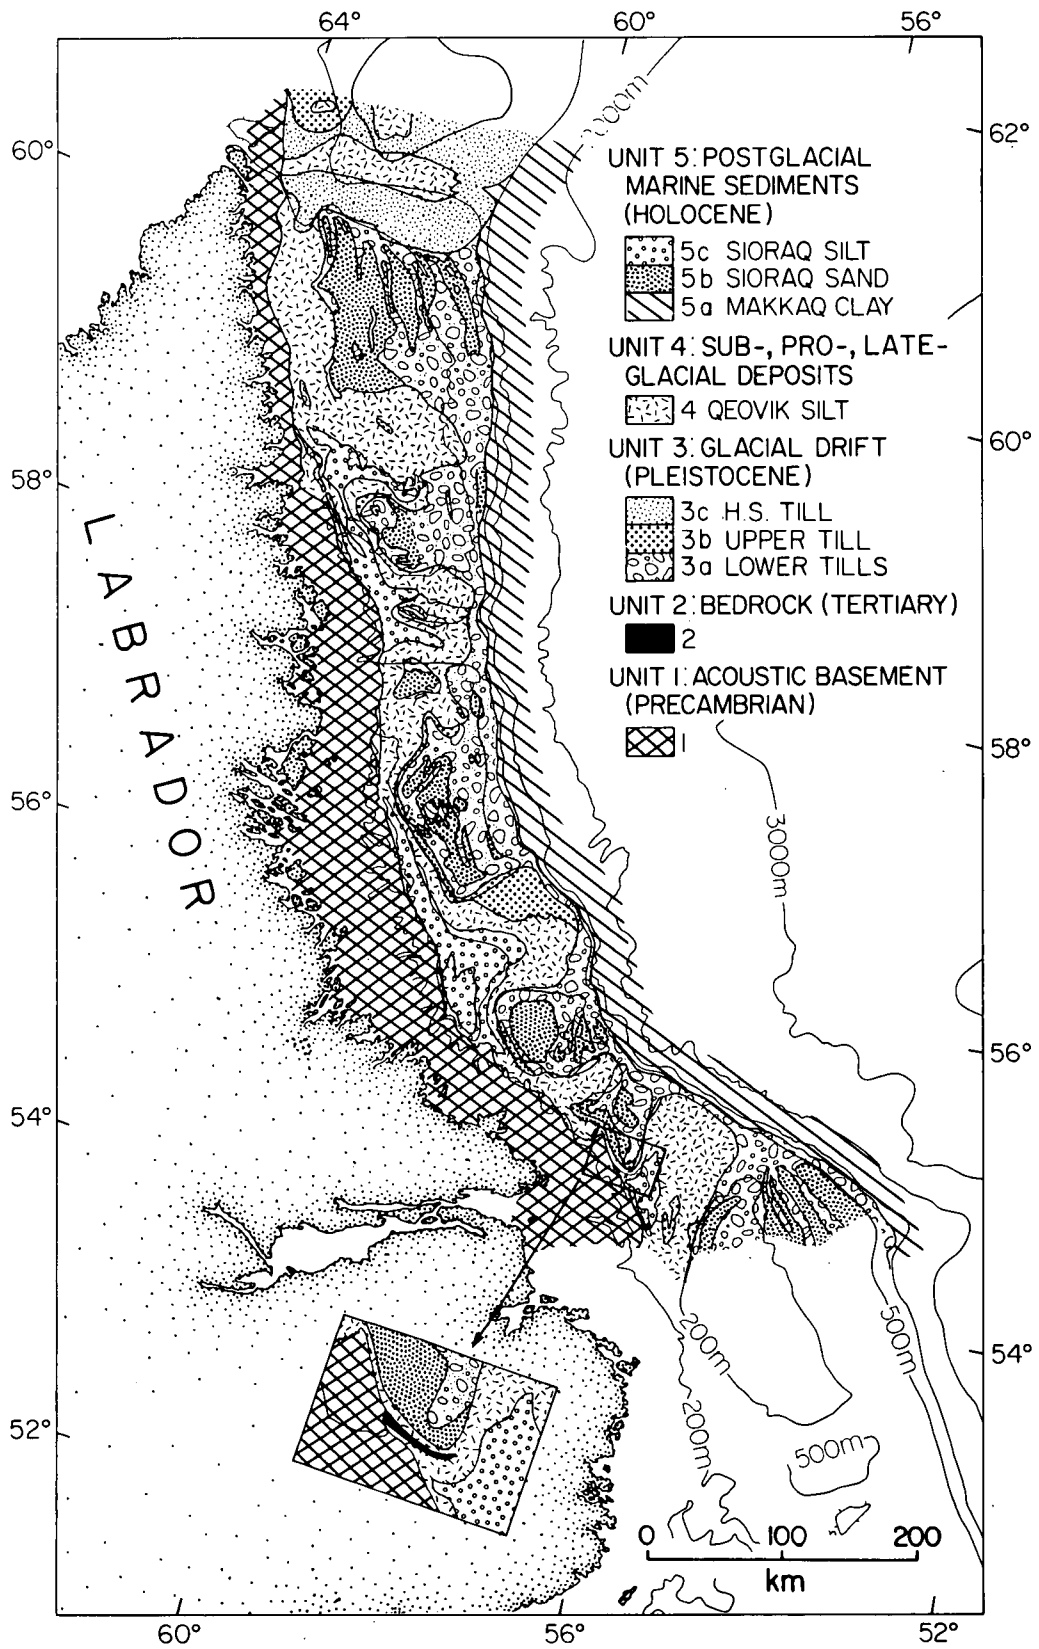 64°
60°
56°
60°
58°
56°
54°
52°
62°
60°
58°
56°
54°
60°
56°
52°
LABRADOR
UNIT 5: POSTGLACIAL
MARINE SEDIMENTS
(HOLOCENE)
5c SIORAQ SILT
5b SIORAQ SAND
5a MAKKAQ CLAY
UNIT 4: SUB-, PRO-, LATE-
GLACIAL DEPOSITS
4 QEOVIK SILT
UNIT 3: GLACIAL DRIFT
(PLEISTOCENE)
3c H.S. TILL
3b UPPER TILL
3a LOWER TILLS
UNIT 2: BEDROCK (TERTIARY)
2
UNIT 1: ACOUSTIC BASEMENT
(PRECAMBRIAN)
1
3000m
200m
500m
200m
500m
0 100 200
km